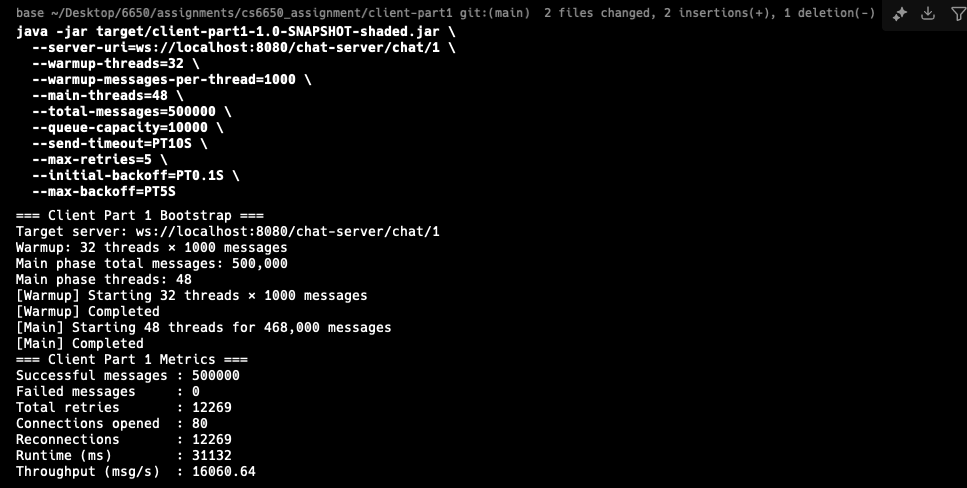 base ~/Desktop/6650/assignments/cs6650_assignment/client-part1 git:(main)  2 files changed, 2 insertions(+), 1 deletion(-)
java -jar target/client-part1-1.0-SNAPSHOT-shaded.jar \
  --server-uri=ws://localhost:8080/chat-server/chat/1 \
  --warmup-threads=32 \
  --warmup-messages-per-thread=1000 \
  --main-threads=48 \
  --total-messages=500000 \
  --queue-capacity=10000 \
  --send-timeout=PT10S \
  --max-retries=5 \
  --initial-backoff=PT0.1S \
  --max-backoff=PT5S
=== Client Part 1 Bootstrap ===
Target server: ws://localhost:8080/chat-server/chat/1
Warmup: 32 threads × 1000 messages
Main phase total messages: 500,000
Main phase threads: 48
[Warmup] Starting 32 threads × 1000 messages
[Warmup] Completed
[Main] Starting 48 threads for 468,000 messages
[Main] Completed
=== Client Part 1 Metrics ===
Successful messages : 500000
Failed messages     : 0
Total retries       : 12269
Connections opened  : 80
Reconnections       : 12269
Runtime (ms)        : 31132
Throughput (msg/s)  : 16060.64